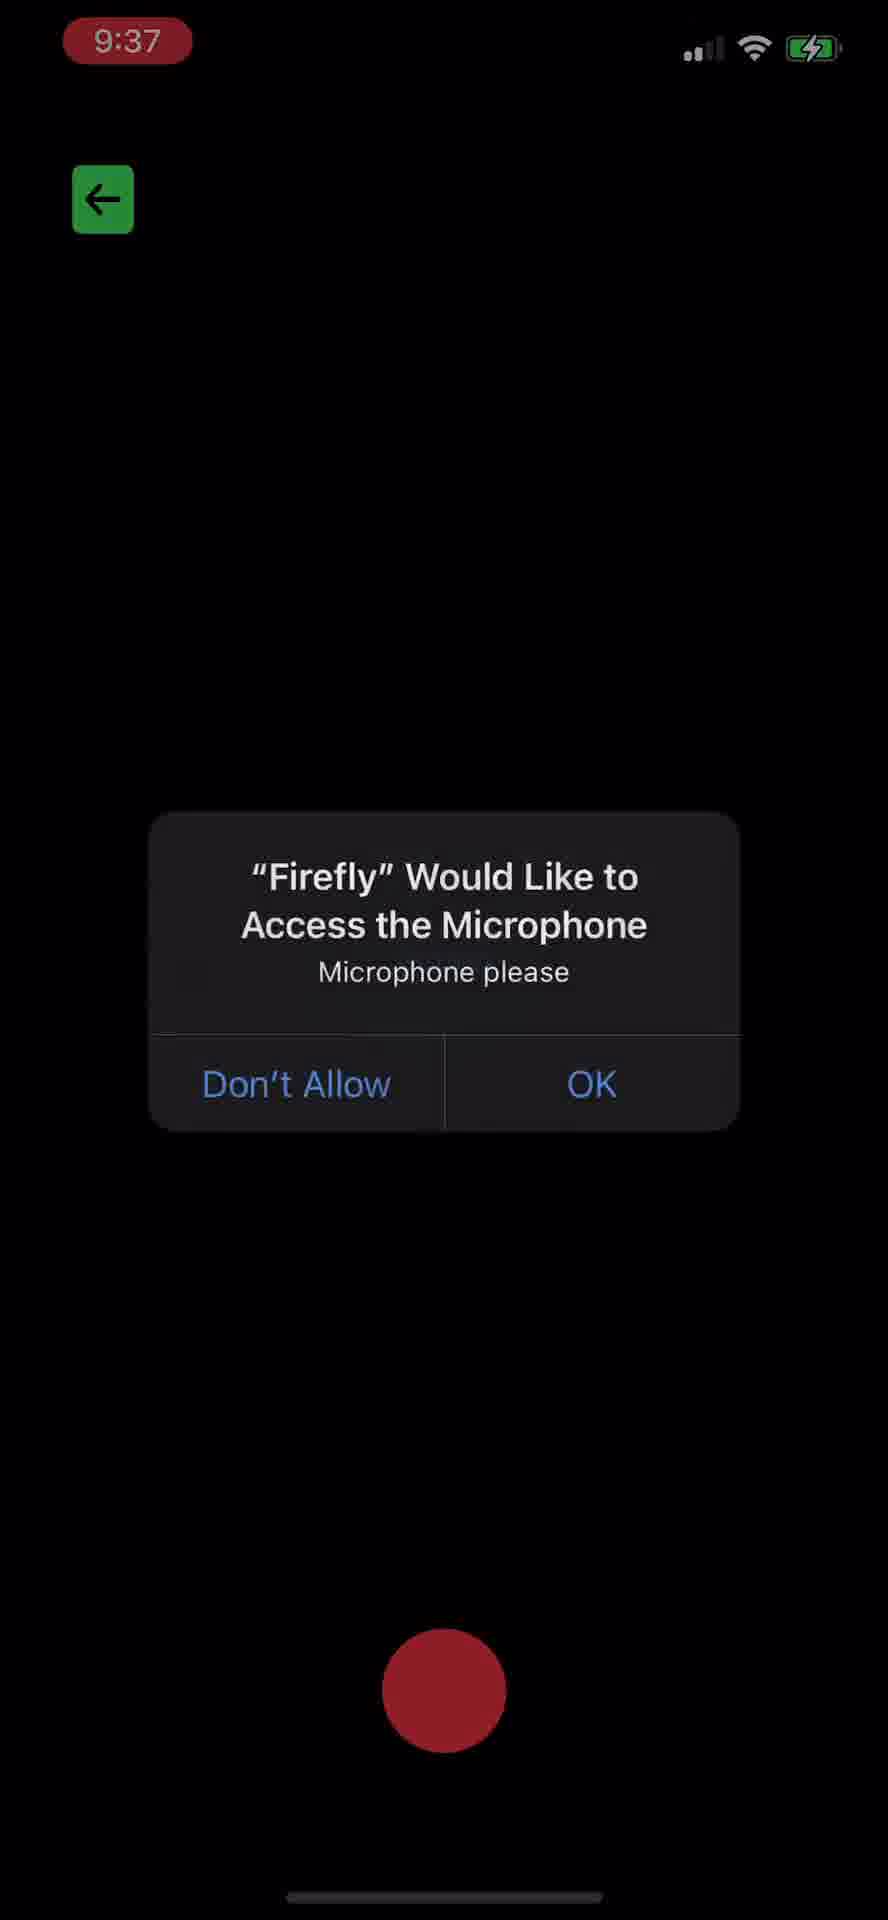 9:37
“Firefly” Would Like to
Access the Microphone
Microphone please
Don’t Allow
OK